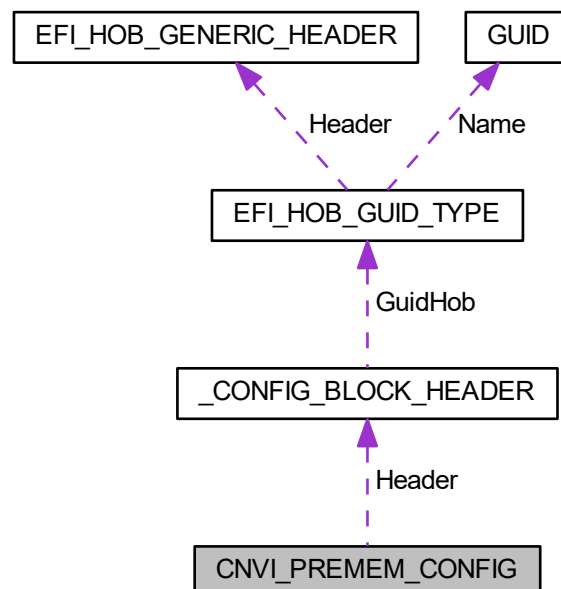 EFI_HOB_GENERIC_HEADER
GUID
Header
Name
EFI_HOB_GUID_TYPE
GuidHob
_CONFIG_BLOCK_HEADER
Header
CNVI_PREMEM_CONFIG